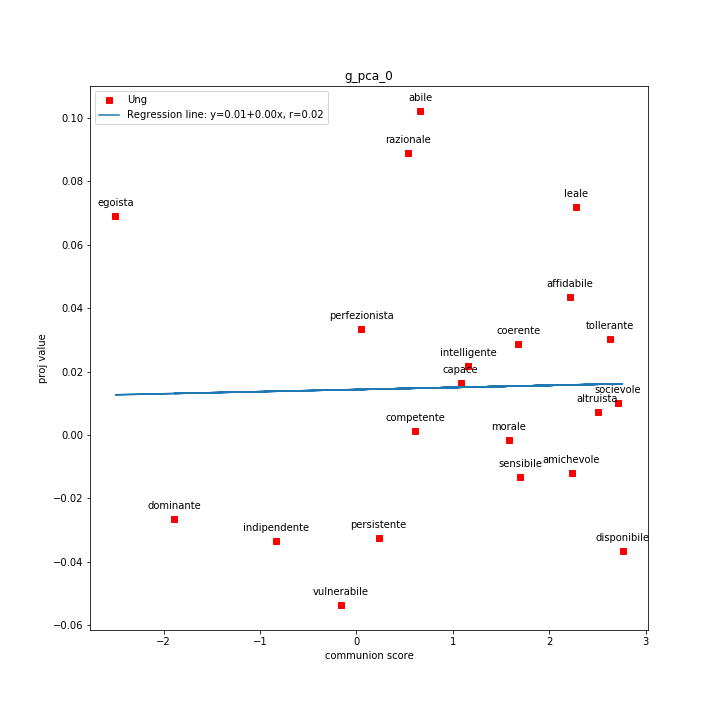 g_pca_0
Ung
Regression line: y=0.01+0.00x, r=0.02
abile
razionale
leale
egoista
affidabile
perfezionista
coerente
tollerante
intelligente
capace
socievole
altruista
competente
morale
sensibile
amichevole
dominante
indipendente
persistente
disponibile
vulnerabile
proj value
0.10
0.08
0.06
0.04
0.02
0.00
−0.02
−0.04
−0.06
−2
−1
0
1
2
3
communion score